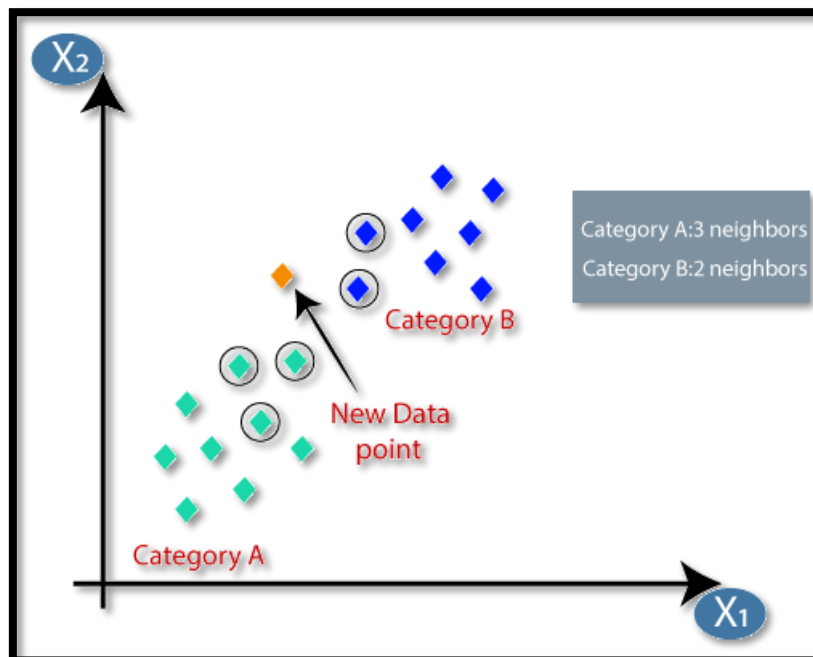 X₂
Category A:3 neighbors
Category B:2 neighbors
Category B
New Data
point
Category A
X₁